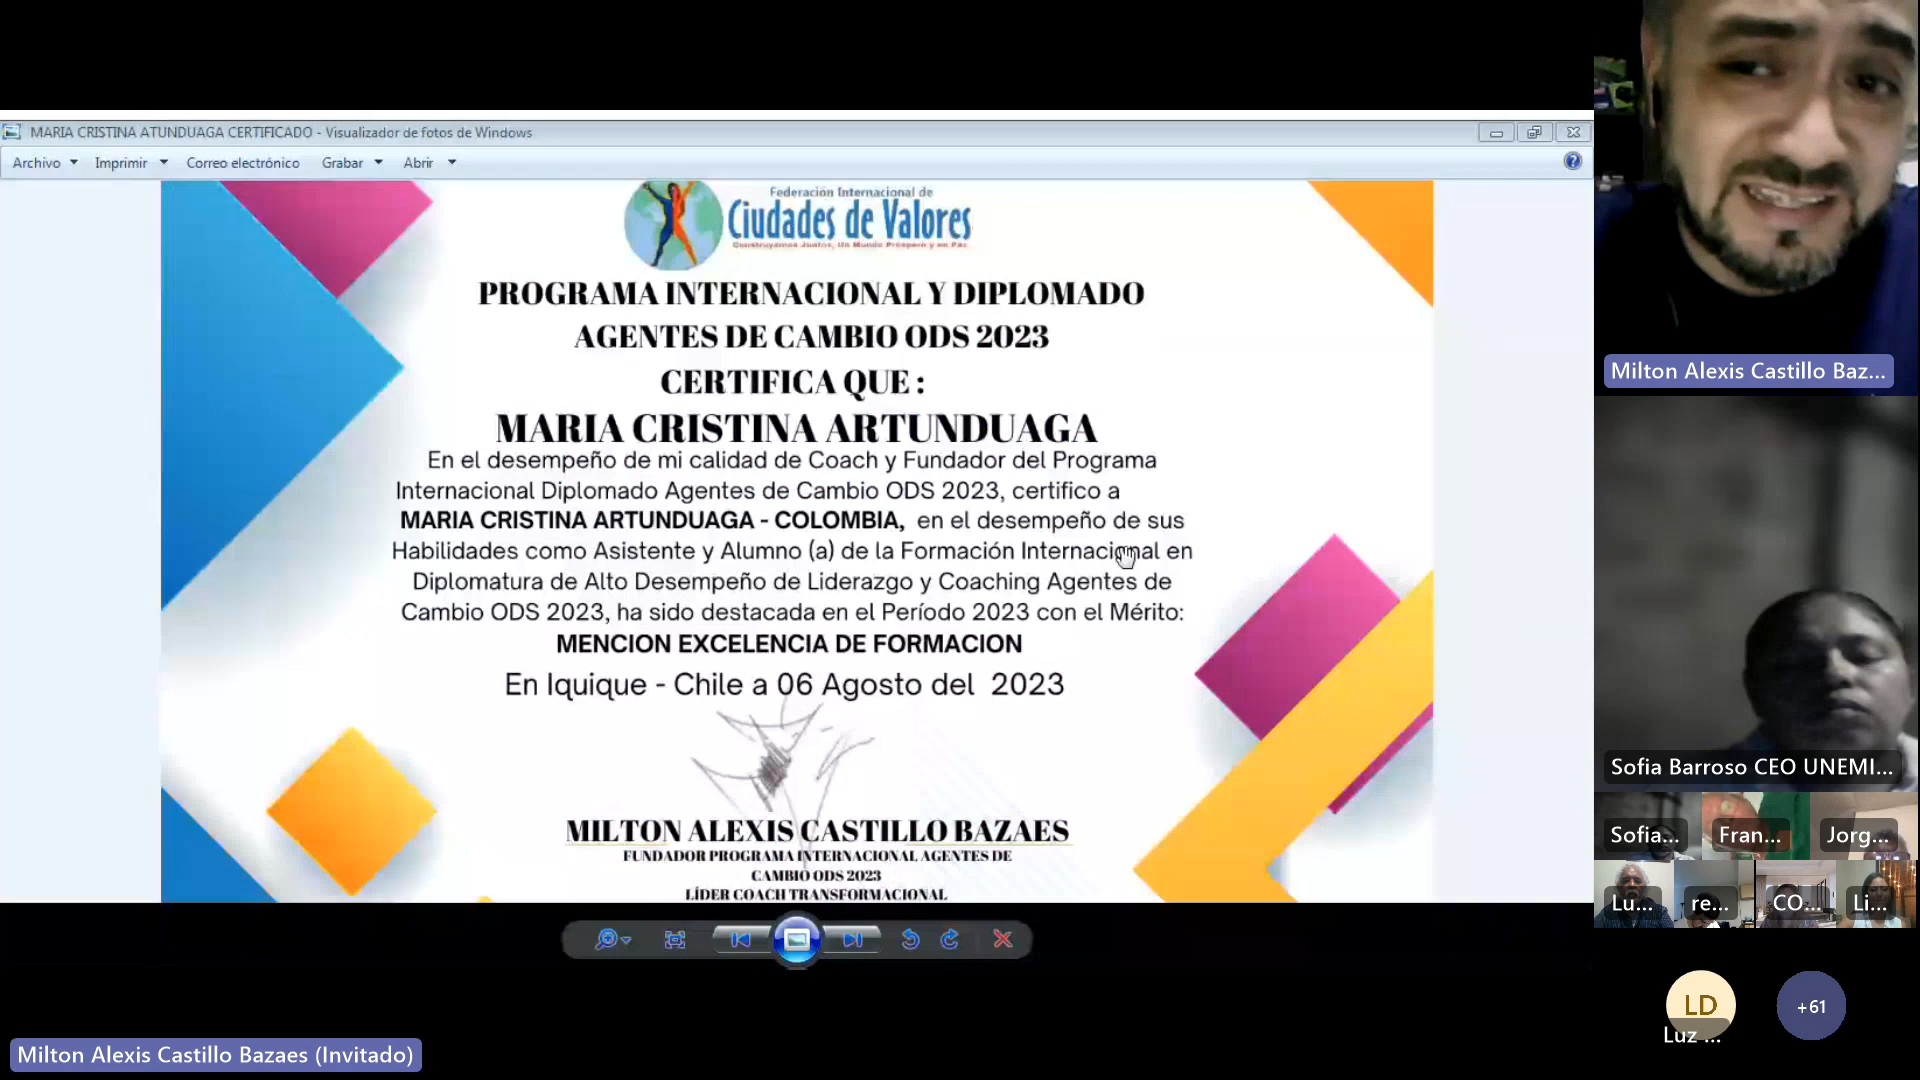 MARIA CRISTINA ATUNDUAGA CERTIFICADO - Visualizador de fotos de Windows
Archivo Imprimir Correo electrónico Grabar Abrir
Federación Internacional de
Ciudades de Valores
Construyamos Juntos, Un Mundo Prospero y en Paz
PROGRAMA INTERNACIONAL Y DIPLOMADO
AGENTES DE CAMBIO ODS 2023
CERTIFICA QUE :
MARIA CRISTINA ARTUNDUAGA
En el desempeño de mi calidad de Coach y Fundador del Programa
Internacional Diplomado Agentes de Cambio ODS 2023, certifico a
MARIA CRISTINA ARTUNDUAGA - COLOMBIA, en el desempeño de sus
Habilidades como Asistente y Alumno (a) de la Formación Internacional en
Diplomatura de Alto Desempeño de Liderazgo y Coaching Agentes de
Cambio ODS 2023, ha sido destacada en el Período 2023 con el Mérito:
MENCION EXCELENCIA DE FORMACION
En Iquique - Chile a 06 Agosto del 2023
MILTON ALEXIS CASTILLO BAZAES
FUNDADOR PROGRAMA INTERNACIONAL AGENTES DE
CAMBIO ODS 2023
LÍDER COACH TRANSFORMACIONAL
Milton Alexis Castillo Bazaes (Invitado)
Milton Alexis Castillo Baz...
Sofia Barroso CEO UNEMI...
Sofia... Fran... Jorg...
Lu... re... CO... Li...
LD
Luz ...
+61